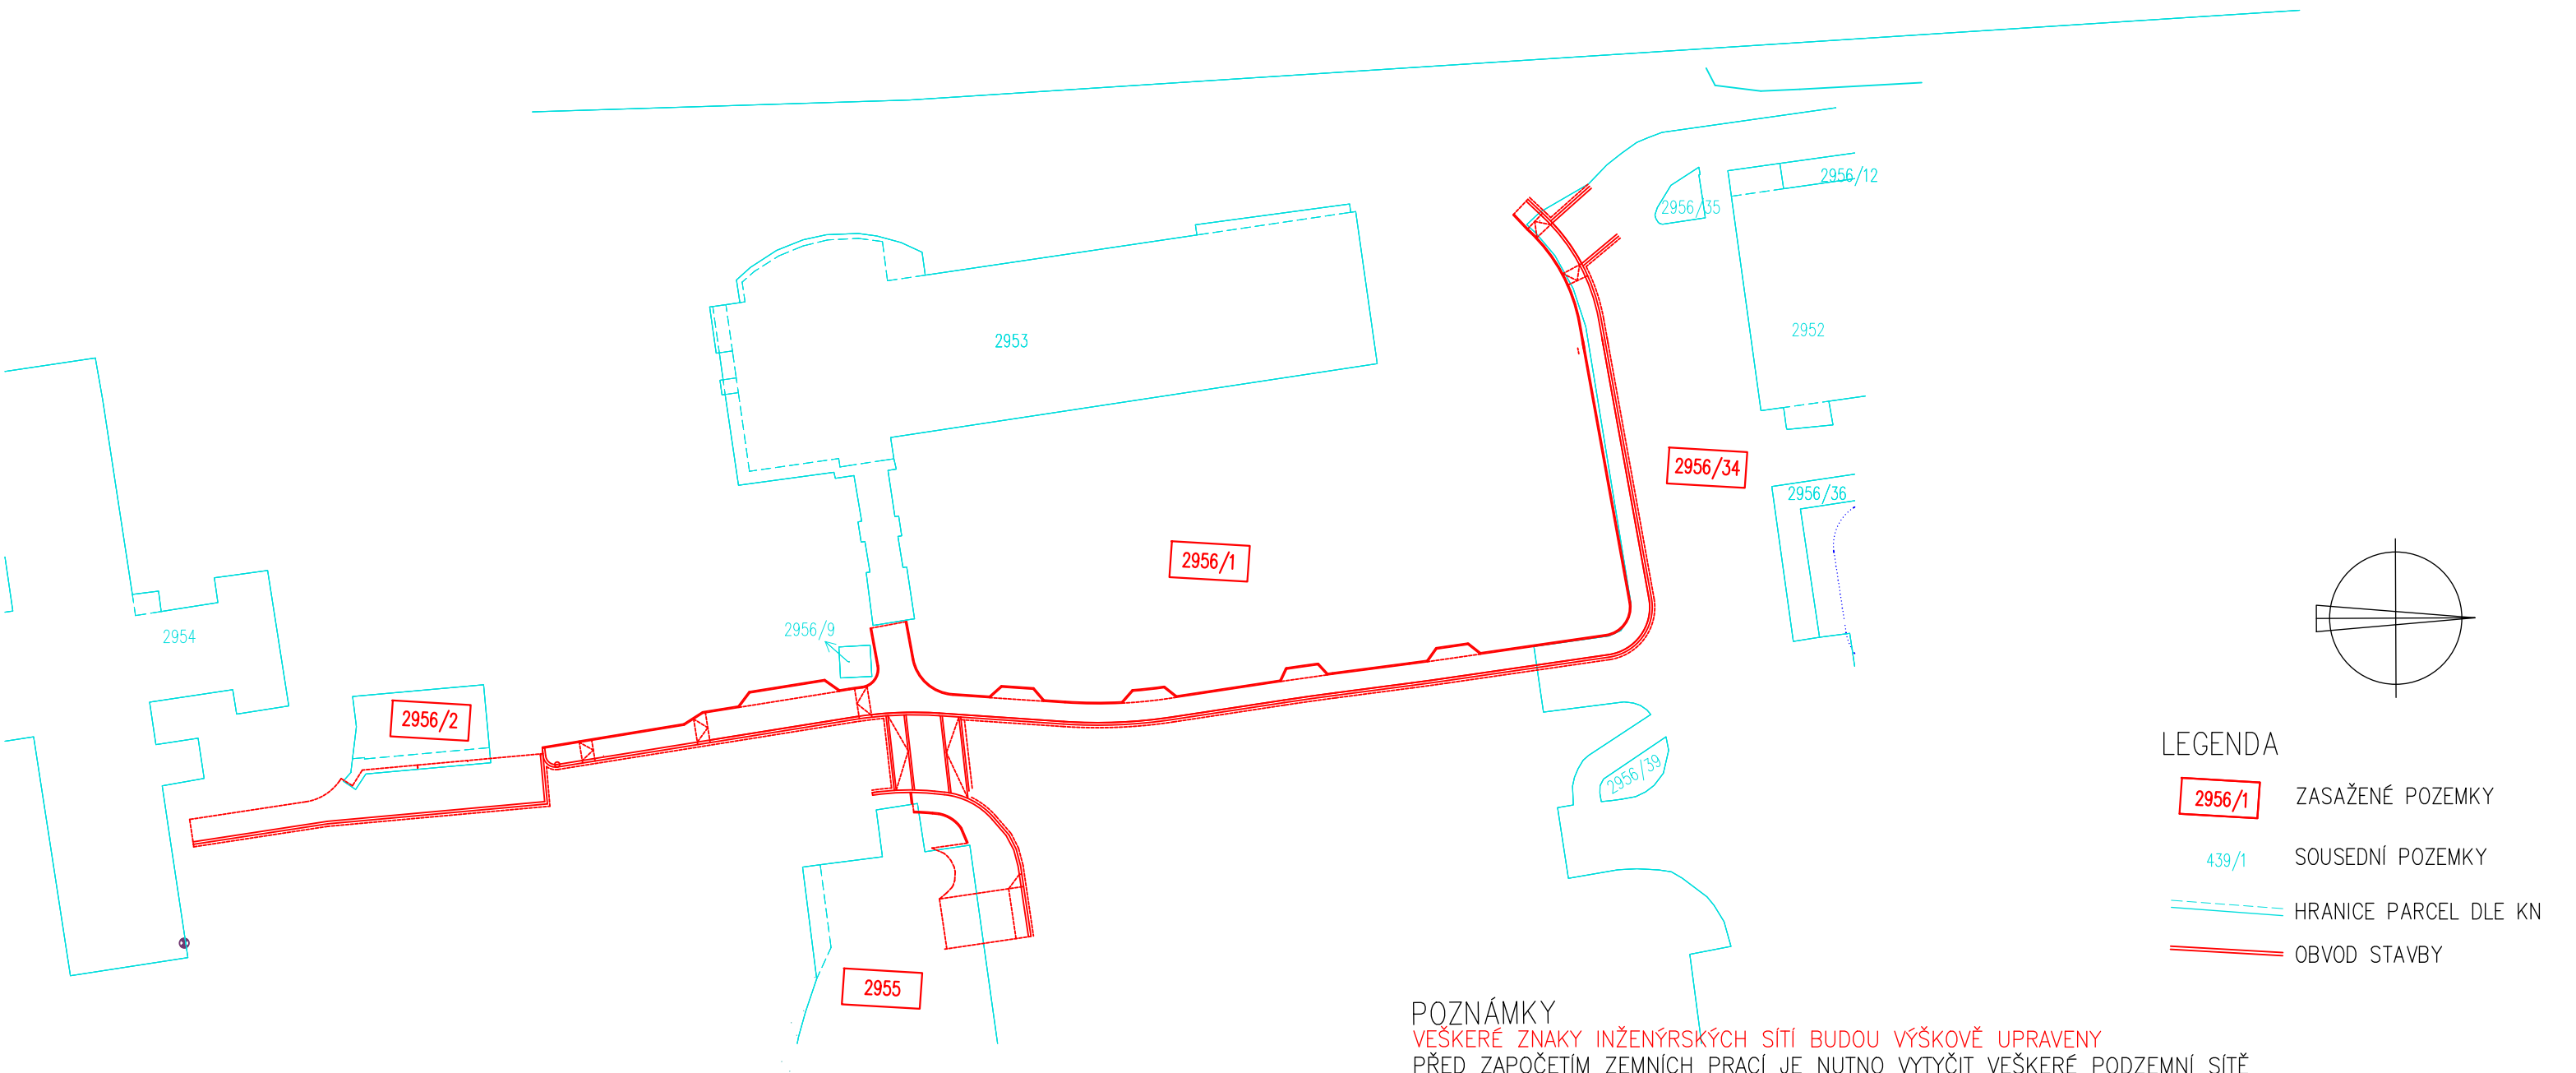 2956/12
2956/35
2952
2953
2956/34
2956/36
2956/1
2954
2956/9
2956/2
2956/39
2955
LEGENDA
2956/1 ZASAŽENÉ POZEMKY
439/1 SOUSEDNÍ POZEMKY
HRANICE PARCEL DLE KN
OBVOD STAVBY
POZNÁMKY
VEŠKERÉ ZNAKY INŽENÝRSKÝCH SÍTÍ BUDOU VÝŠKOVĚ UPRAVENY
PŘED ZAPOČETÍM ZEMNÍCH PRACÍ JE NUTNO VYTYČIT VEŠKERÉ PODZEMNÍ SÍTĚ